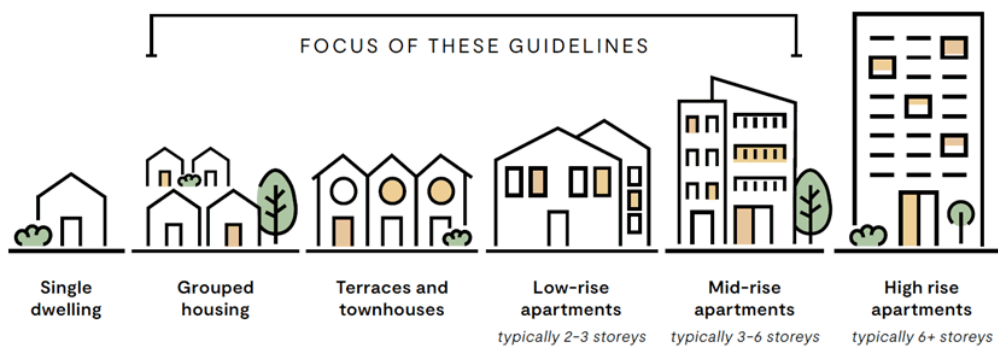 FOCUS OF THESE GUIDELINES
Single
dwelling
Grouped
housing
Terraces and
townhouses
Low-rise
apartments
typically 2–3 storeys
Mid-rise
apartments
typically 3–6 storeys
High rise
apartments
typically 6+ storeys